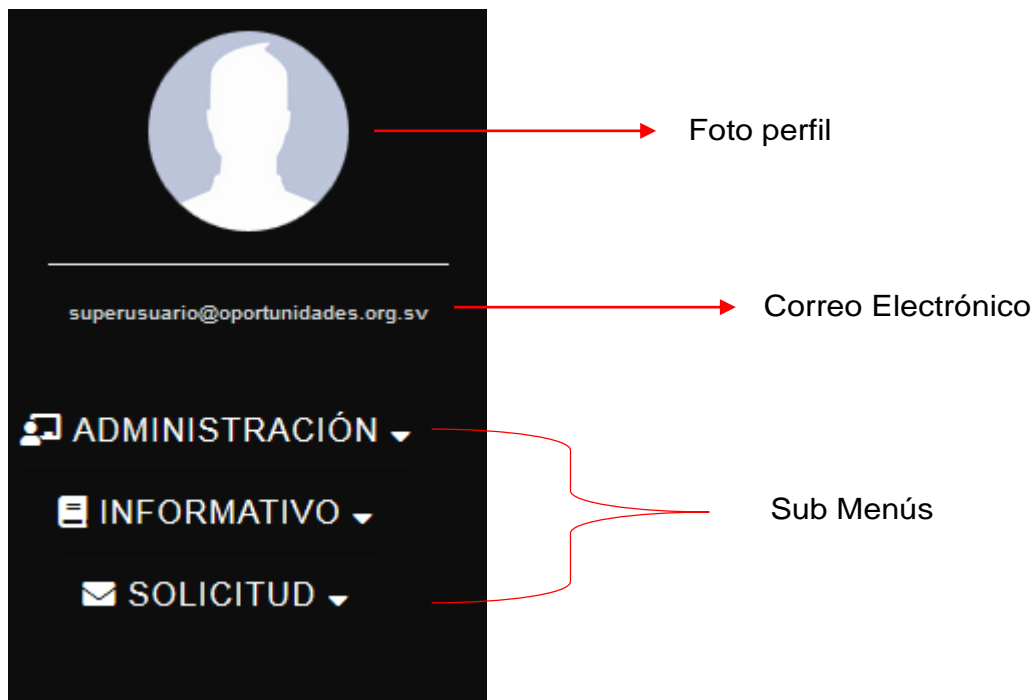 Foto perfil
superusuario@oportunidades.org.sv
Correo Electrónico
ADMINISTRACIÓN
INFORMATIVO
Sub Menús
SOLICITUD